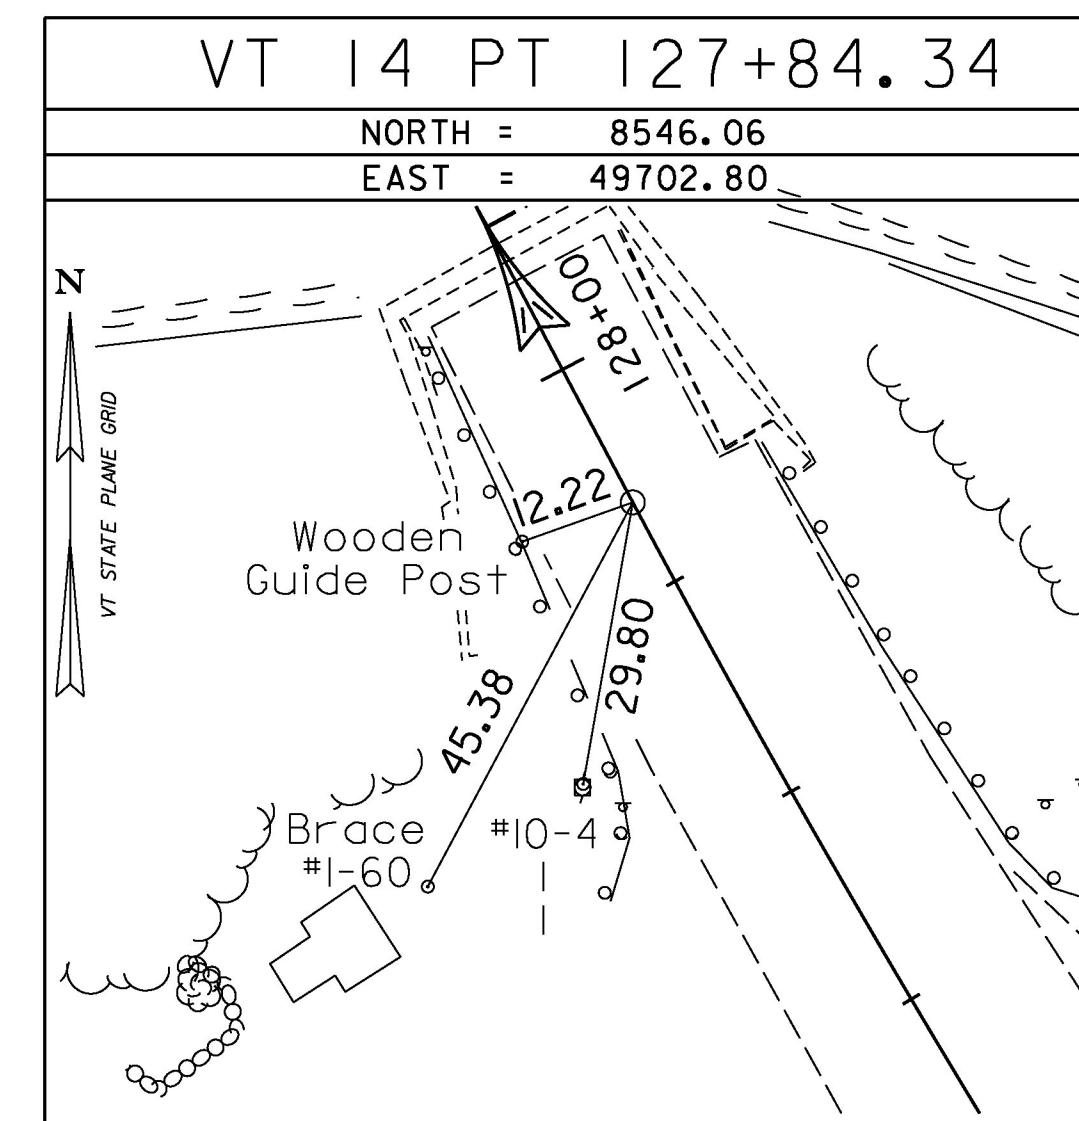 VT 14 PT 127+84.34
NORTH = 8546.06
EAST = 49702.80
N
VT STATE PLANE GRID
128+00
12.22
Wooden
Guide Post
29.80
45.38
Brace
#1-60
#10-4